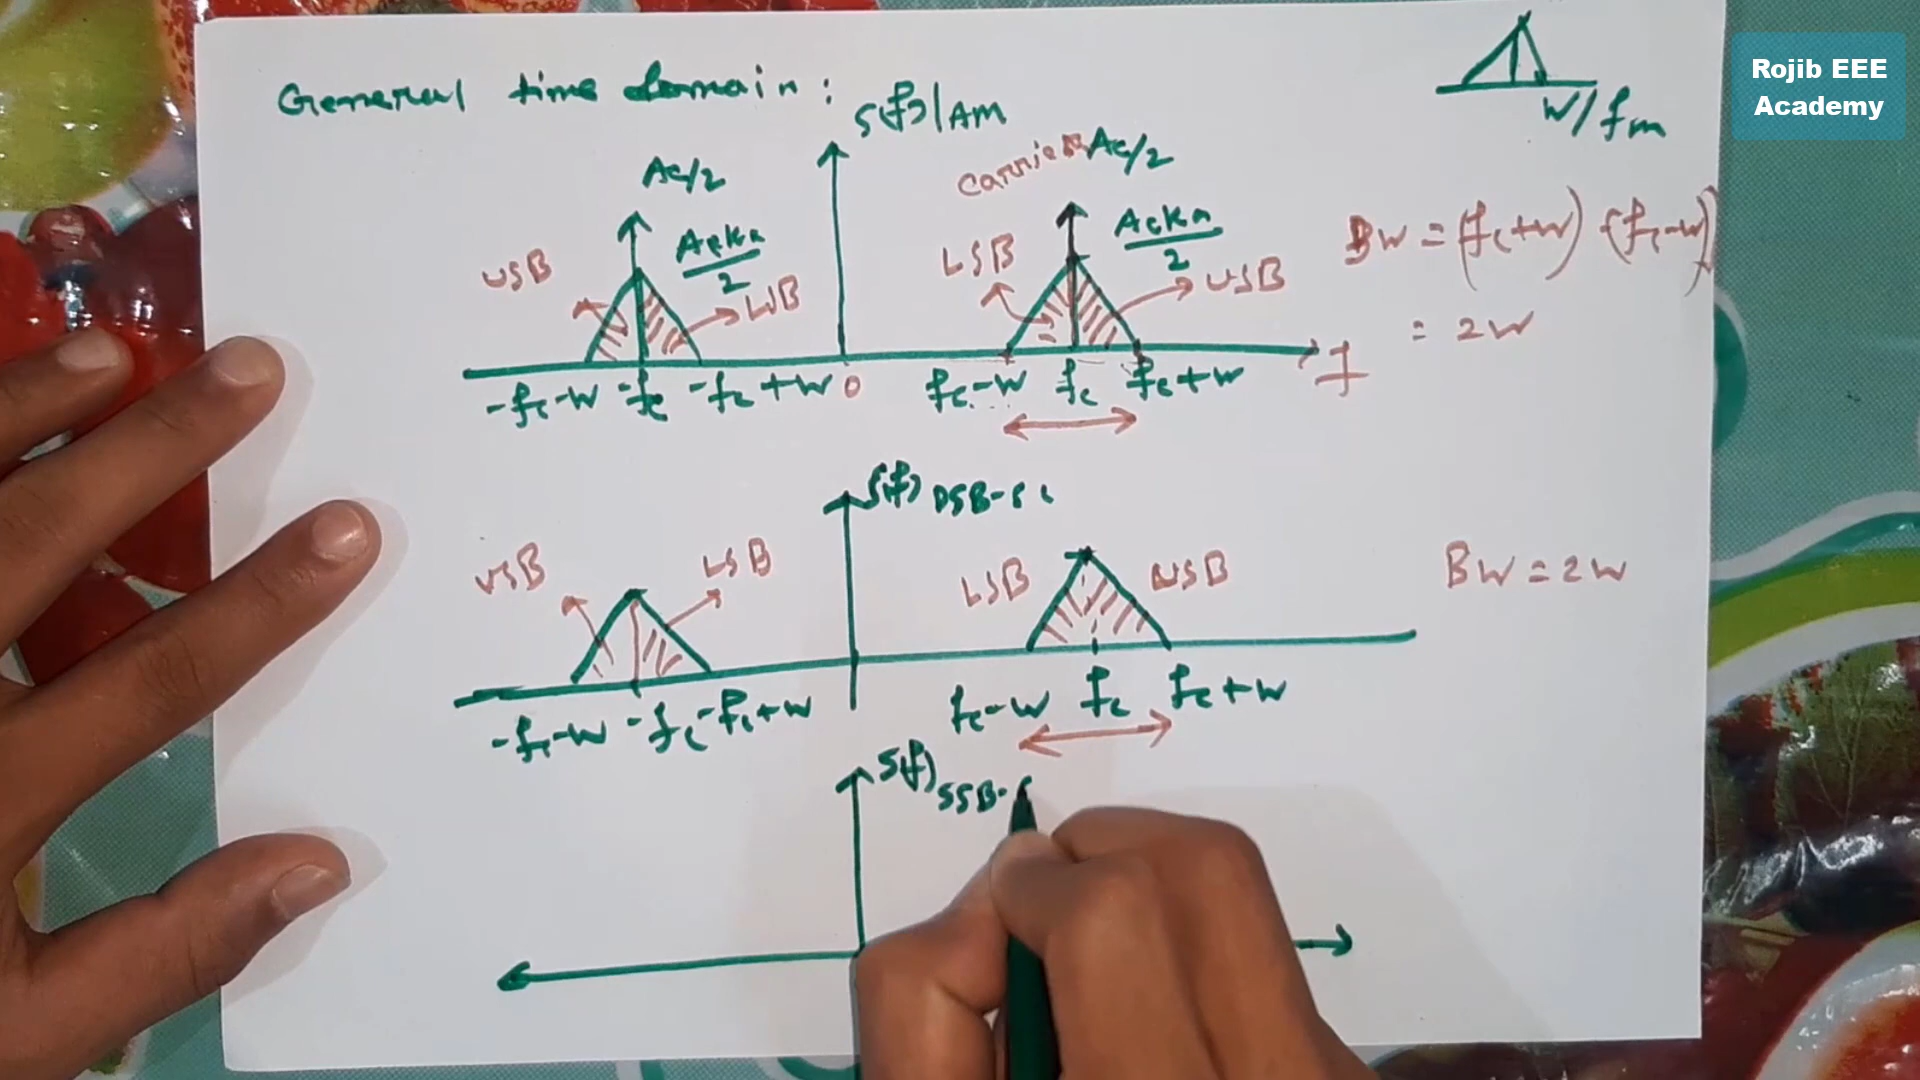 Rojib EEE
Academy
General time domain:
S(f)|AM
W/fm
Ac/2
Carrier Ac/2
AcKa/2
AcKa/2
USB
LSB
LSB
USB
BW = (fc+W) - (fc-W)
= 2W
-fc-W -fc -fc+W 0 fc-W fc fc+W f
S(f) DSB-SC
USB
LSB
LSB
USB
BW = 2W
-fc-W -fc -fc+W fc-W fc fc+W
S(f) SSB-